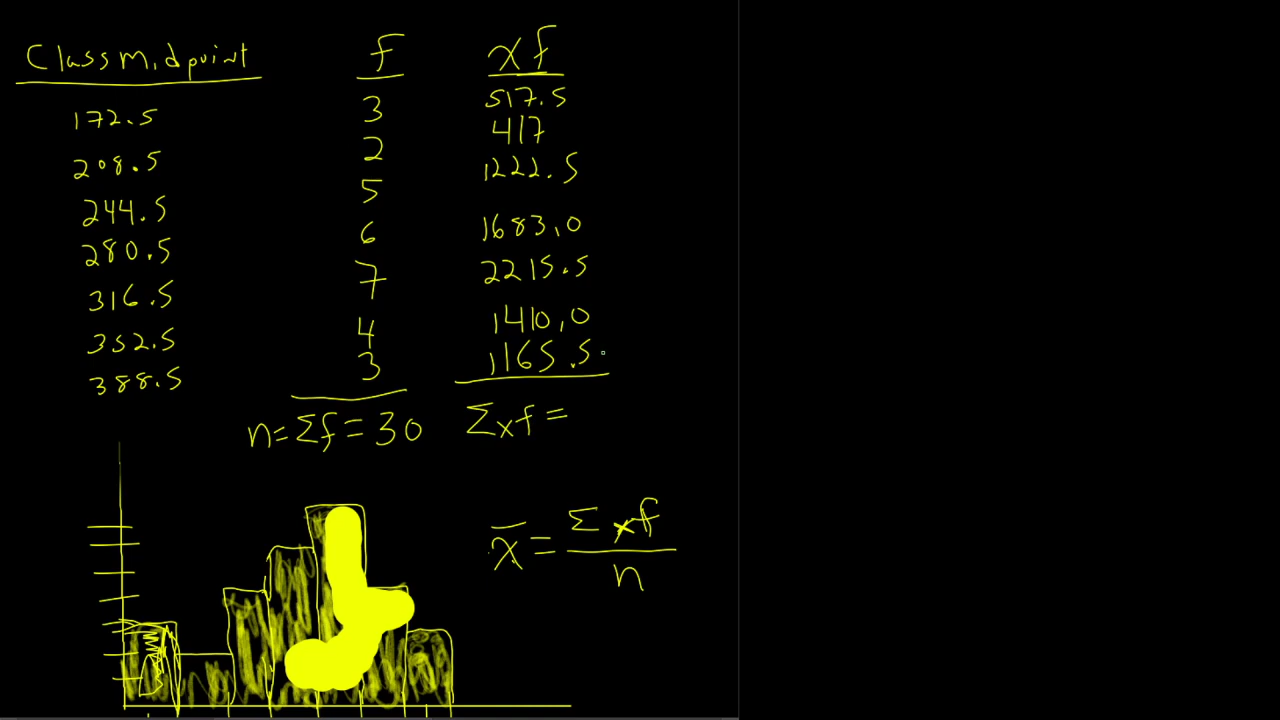 Class Midpoint f xf
172.5 3 517.5
208.5 2 417
244.5 5 1222.5
280.5 6 1683.0
316.5 7 2215.5
352.5 4 1410.0
388.5 3 1165.5
n=Σf=30 Σxf=
x̄=Σxf/n